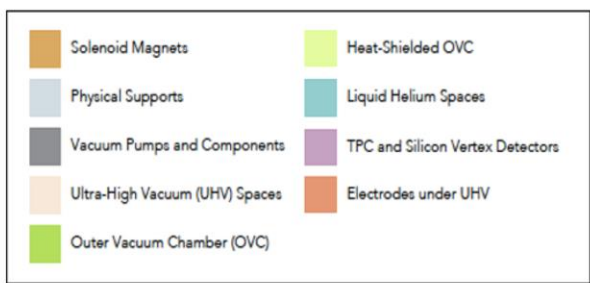 Solenoid Magnets
Physical Supports
Vacuum Pumps and Components
Ultra-High Vacuum (UHV) Spaces
Outer Vacuum Chamber (OVC)
Heat-Shielded OVC
Liquid Helium Spaces
TPC and Silicon Vertex Detectors
Electrodes under UHV